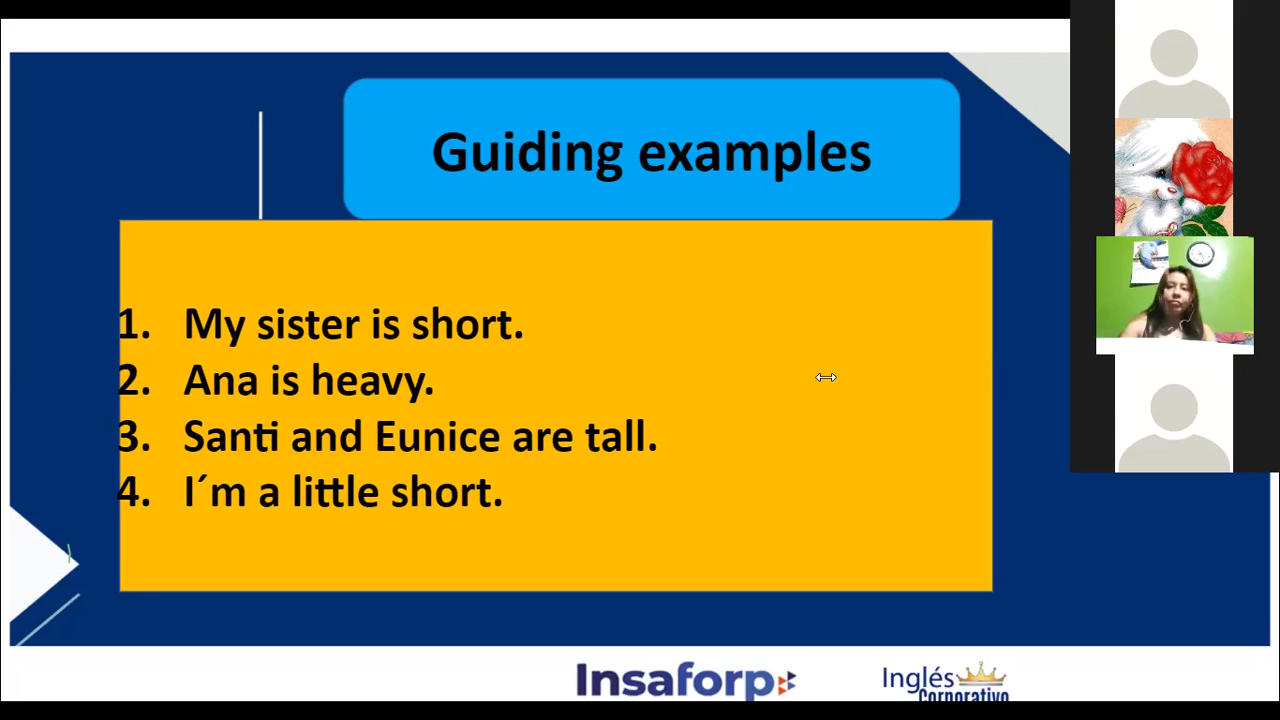 Guiding examples
1. My sister is short.
2. Ana is heavy.
3. Santi and Eunice are tall.
4. I´m a little short.
Insaforp
Inglés
Corporativo